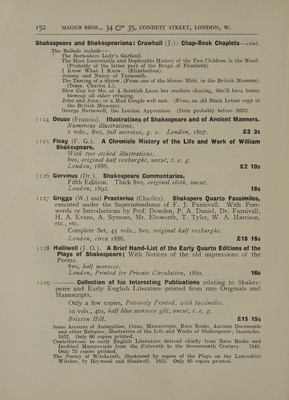 152 MAGGS BROS., 34 & 35, CONDUIT STREET, LONDON, W.
Shakespeare and Shakespeariana: Crawhall (J.): Chap-Book Chaplets—cont.
The Ballads include:—
The Berkshire Lady's Garland.
The Most Lamentable and Deplorable History of the Two Children in the Wood.
(Probably of the latter part of the Reign of Elizabeth)
I Know What I Know. (Elizabethan).
Jemmy and Nancy of Yarmouth.
The Taming of a Shrew. (From one of the Sloane MSS. in the British Museum).
(Temp. Charles I.).
Blew Cap for Me, or A Scottish Lasse her resolute chusing, Shee'll have bonny
blewcap all other refusing.
John and Joan: or a Mad Couple well met. (From an old Black Letter copy in
the British Museum).
George Barnewell, the London Apprentice. (Date probably before 1624).
1124 Douce (Francis). Illustrations of Shakespeare and of Ancient Manners.
Numerous illustrations.
2 vols., 8vo, full morocco, g. e. London, 1807. £3 3s
1125 Fleay (F. G.). A Chronicle History of the Life and Work of William
Shakespeare.
With two etched illustrations.
8vo, original half roxburghe, uncut, t. e. g.
London, 1886. £2 10s
1126 Gervinus (Dr.). Shakespeare Commentaries.
Fifth Edition. Thick 8vo, original cloth, uncut.
London, 1892. 18s
1127 Griggs (W.) and Praetorius (Charles). Shakspere Quarto Facsimiles,
executed under the Superintendence of F. J. Furnivall. With Fore-
words or Introductions by Prof. Dowden, P. A. Daniel, Dr. Furnivall,
H. A. Evans, A. Symons, Mr. Ebsworth, T. Tyler, W. A. Harrison,
etc., etc.
Complete Set, 43 vols., 8vo, original half roxburghe.
London, circa 1886. £18 18s
1128 Halliwell (J. O.). A Brief Hand-List of the Early Quarto Editions of the
Plays of Shakespeare; With Notices of the old impressions of the
Poems.
8vo, half morocco.
London, Printed for Private Circulation, 1860. 16s
1129 ——— Collection of his Interesting Publications relating to Shakes-
peare and Early English Literature printed from rare Originals and
Manuscripts.
Only a few copies, Privately Printed, with facsimiles.
10 vols., 4to, half blue morocco gilt, uncut, t. e. g.
Brixton Hill. £15 15s
Some Account of Antiquities, Coins, Manuscripts, Rare Books, Ancient Documents
and other Reliques, illustrative of the Life and Works of Shakespeare; facsimiles.
1852. Only 80 copies printed.
Contributions to early English Literature derived chiefly from Rare Books and
Inedited Manuscripts from the Fifteenth to the Seventeenth Century. 1849.
Only 75 copies printed.
The Poetry of Witchcraft, illustrated by copies of the Plays on the Lancashire
Witches, by Heywood and Shadwell. 1853. Only 80 copies printed.